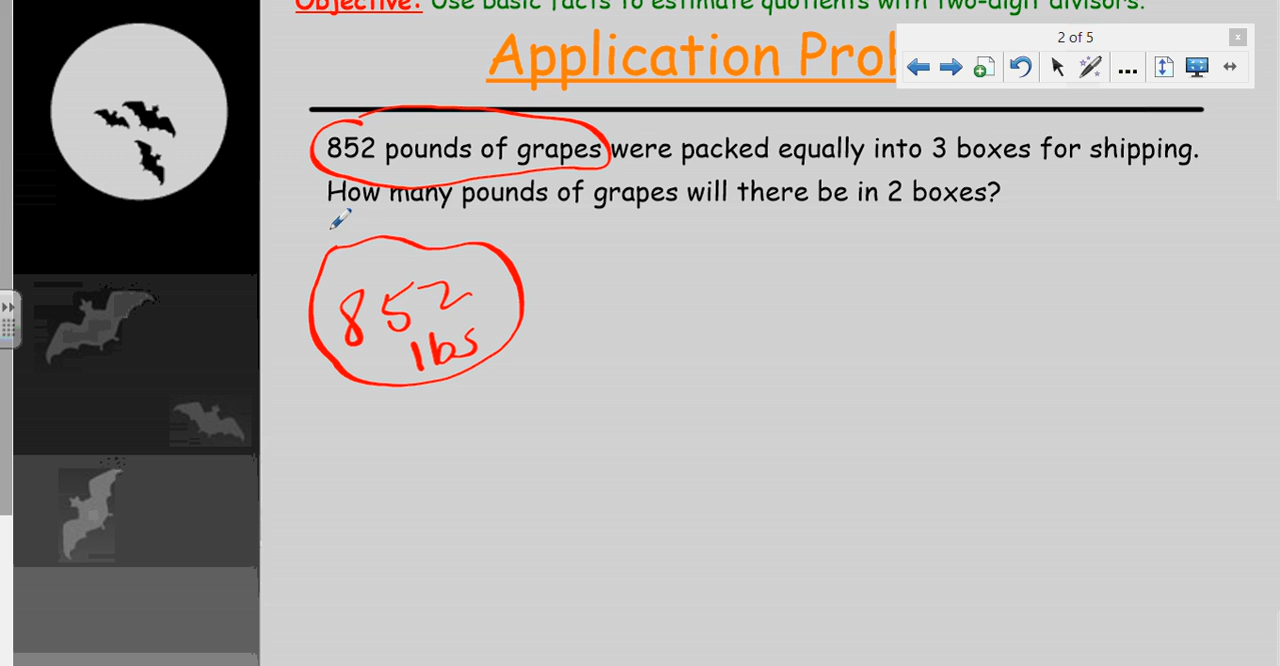 Objective: Use basic facts to estimate quotients with two-digit divisors.
Application Prob
2 of 5
852 pounds of grapes were packed equally into 3 boxes for shipping.
How many pounds of grapes will there be in 2 boxes?
852
lbs